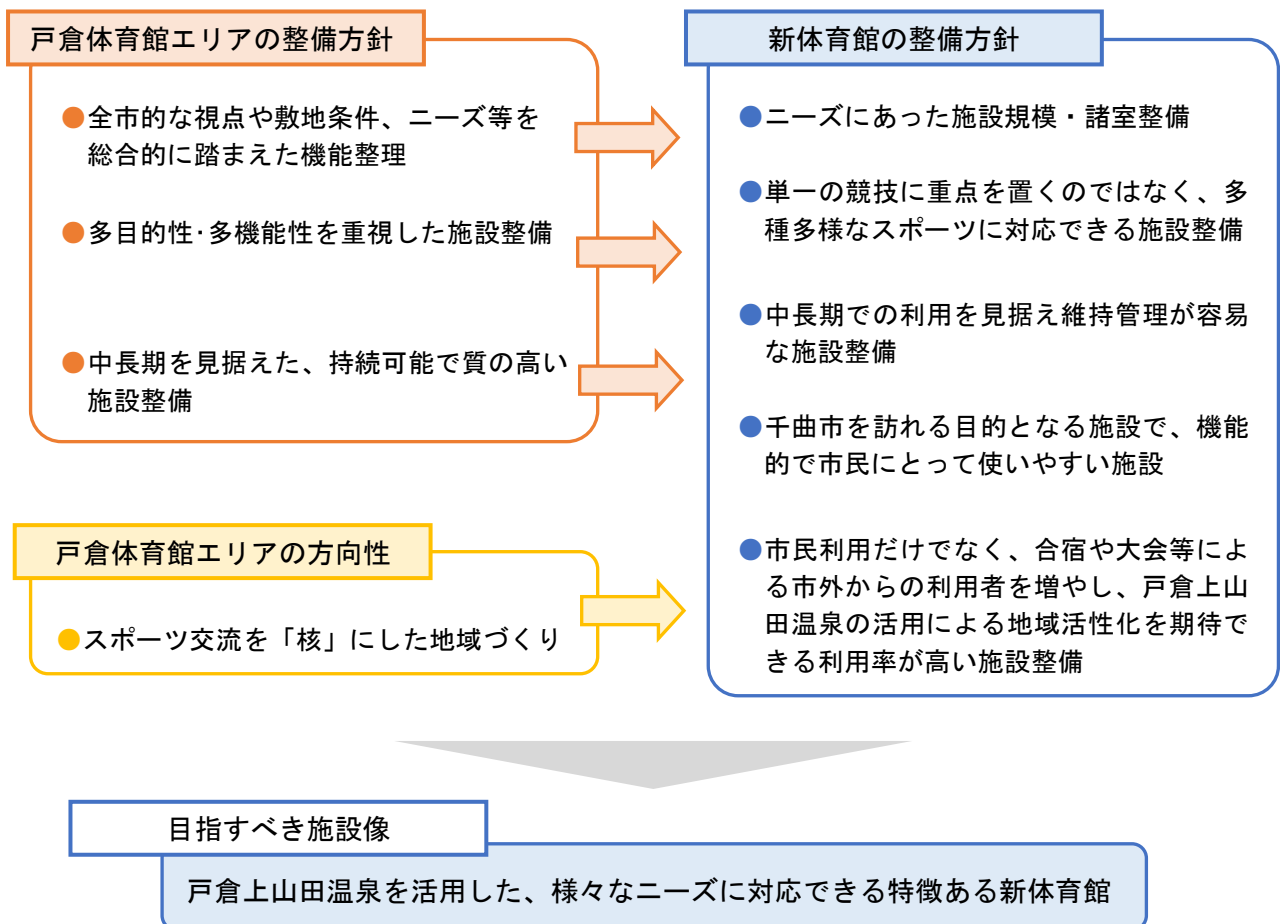 戸倉体育館エリアの整備方針
●全市的な視点や敷地条件、ニーズ等を
総合的に踏まえた機能整理
●多目的性･多機能性を重視した施設整備
●中長期を見据えた、持続可能で質の高い
施設整備
戸倉体育館エリアの方向性
●スポーツ交流を「核」にした地域づくり
新体育館の整備方針
●ニーズにあった施設規模・諸室整備
●単一の競技に重点を置くのではなく、多
種多様なスポーツに対応できる施設整備
●中長期での利用を見据え維持管理が容易
な施設整備
●千曲市を訪れる目的となる施設で、機能
的で市民にとって使いやすい施設
●市民利用だけでなく、合宿や大会等によ
る市外からの利用者を増やし、戸倉上山
田温泉の活用による地域活性化を期待で
きる利用率が高い施設整備
目指すべき施設像
戸倉上山田温泉を活用した、様々なニーズに対応できる特徴ある新体育館